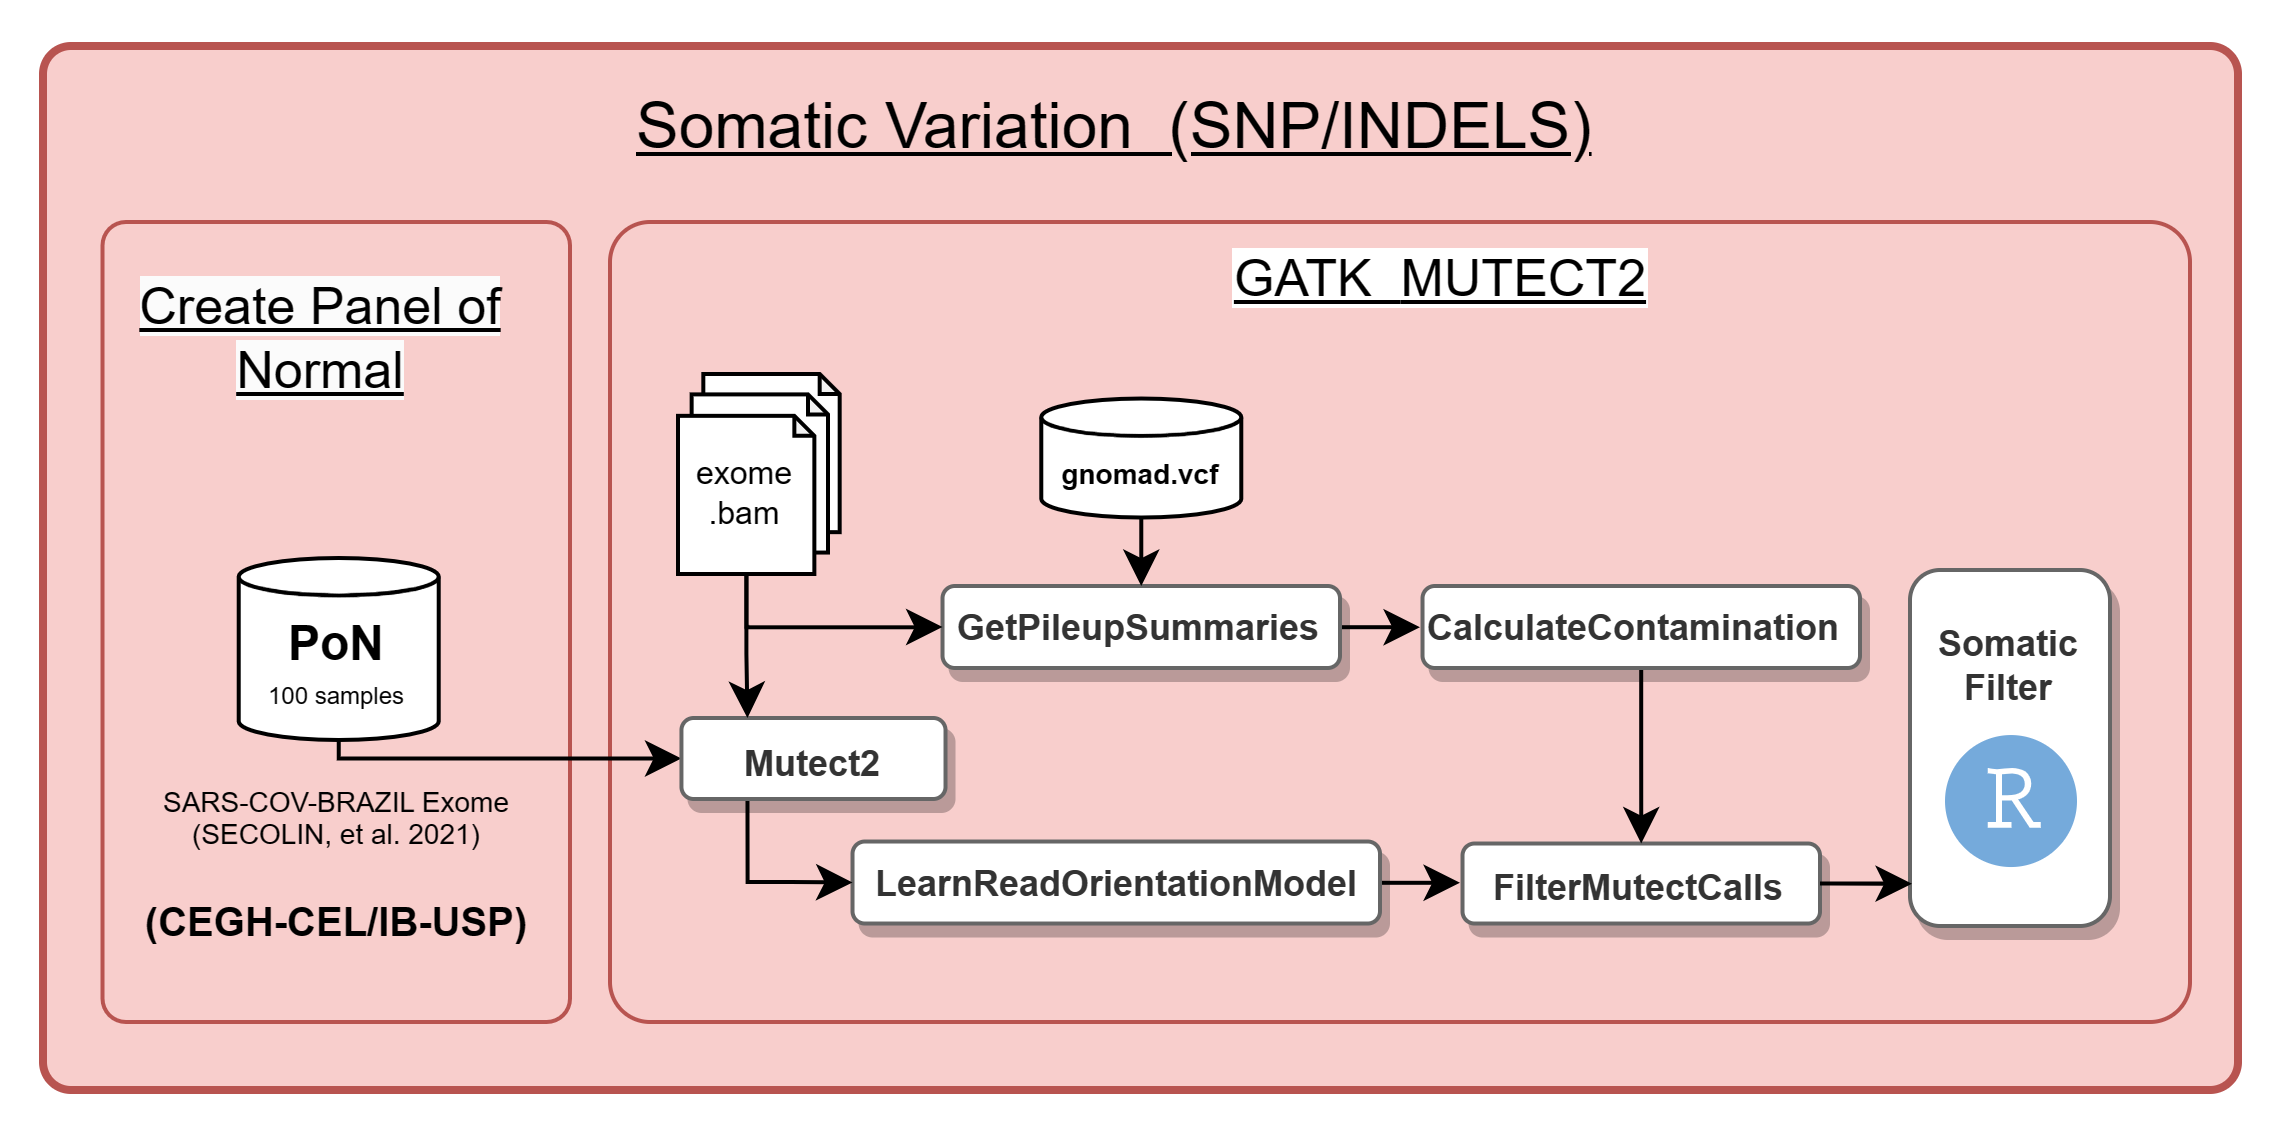 Somatic Variation (SNP/INDELS)
Create Panel of
Normal
PoN
100 samples
SARS-COV-BRAZIL Exome
(SECOLIN, et al. 2021)
(CEGH-CEL/IB-USP)
GATK MUTECT2
exome
.bam
gnomad.vcf
GetPileupSummaries
CalculateContamination
Mutect2
LearnReadOrientationModel
FilterMutectCalls
Somatic
Filter
R